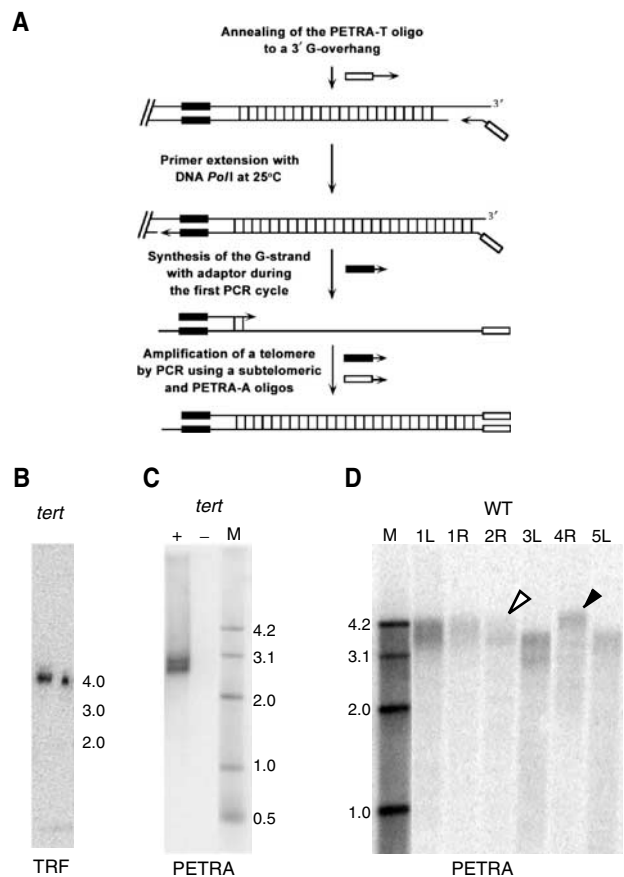 A
Annealing of the PETRA-T oligo
to a 3′ G-overhang
3′
Primer extension with
DNA PolI at 25°C
3′
Synthesis of the G-strand
with adaptor during
the first PCR cycle
Amplification of a telomere
by PCR using a subtelomeric
and PETRA-A oligos
B
tert
4.0
3.0
2.0
TRF
C
tert
+ – M
4.2
3.1
2.0
1.0
0.5
PETRA
D
WT
M 1L 1R 2R 3L 4R 5L
4.2
3.1
2.0
1.0
PETRA